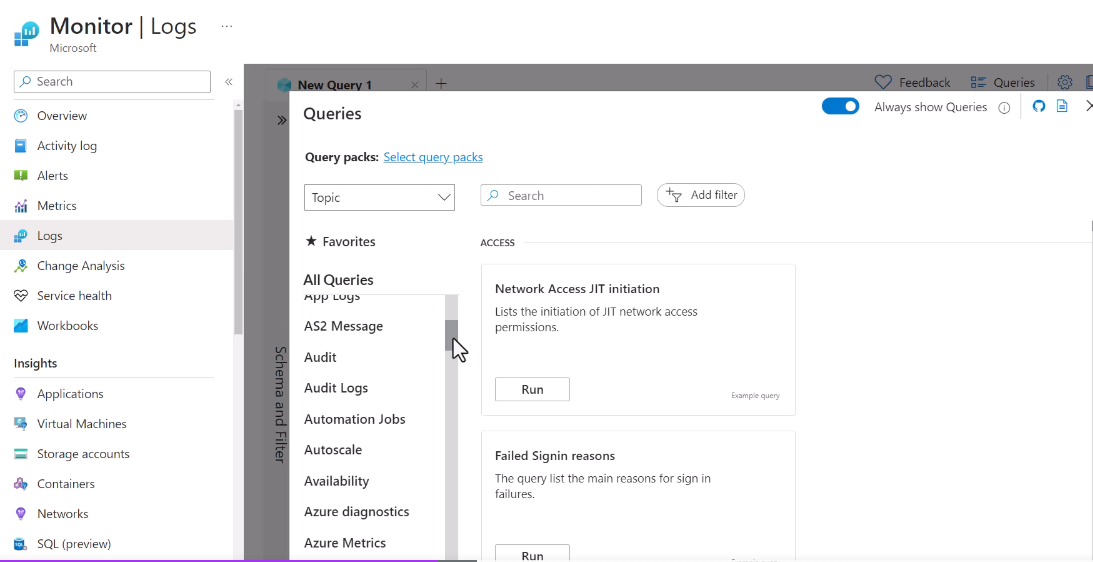 Monitor | Logs ...
Microsoft
Search
«
Overview
Activity log
Alerts
Metrics
Logs
Change Analysis
Service health
Workbooks
Insights
Applications
Virtual Machines
Storage accounts
Containers
Networks
SQL (preview)
New Query 1
Feedback
Queries
Schema and Filter
Queries
Always show Queries
Query packs: Select query packs
Topic
Search
Add filter
★ Favorites
All Queries
App Logs
AS2 Message
Audit
Audit Logs
Automation Jobs
Autoscale
Availability
Azure diagnostics
Azure Metrics
ACCESS
Network Access JIT initiation
Lists the initiation of JIT network access
permissions.
Run
Example query
Failed Signin reasons
The query list the main reasons for sign in
failures.
Run